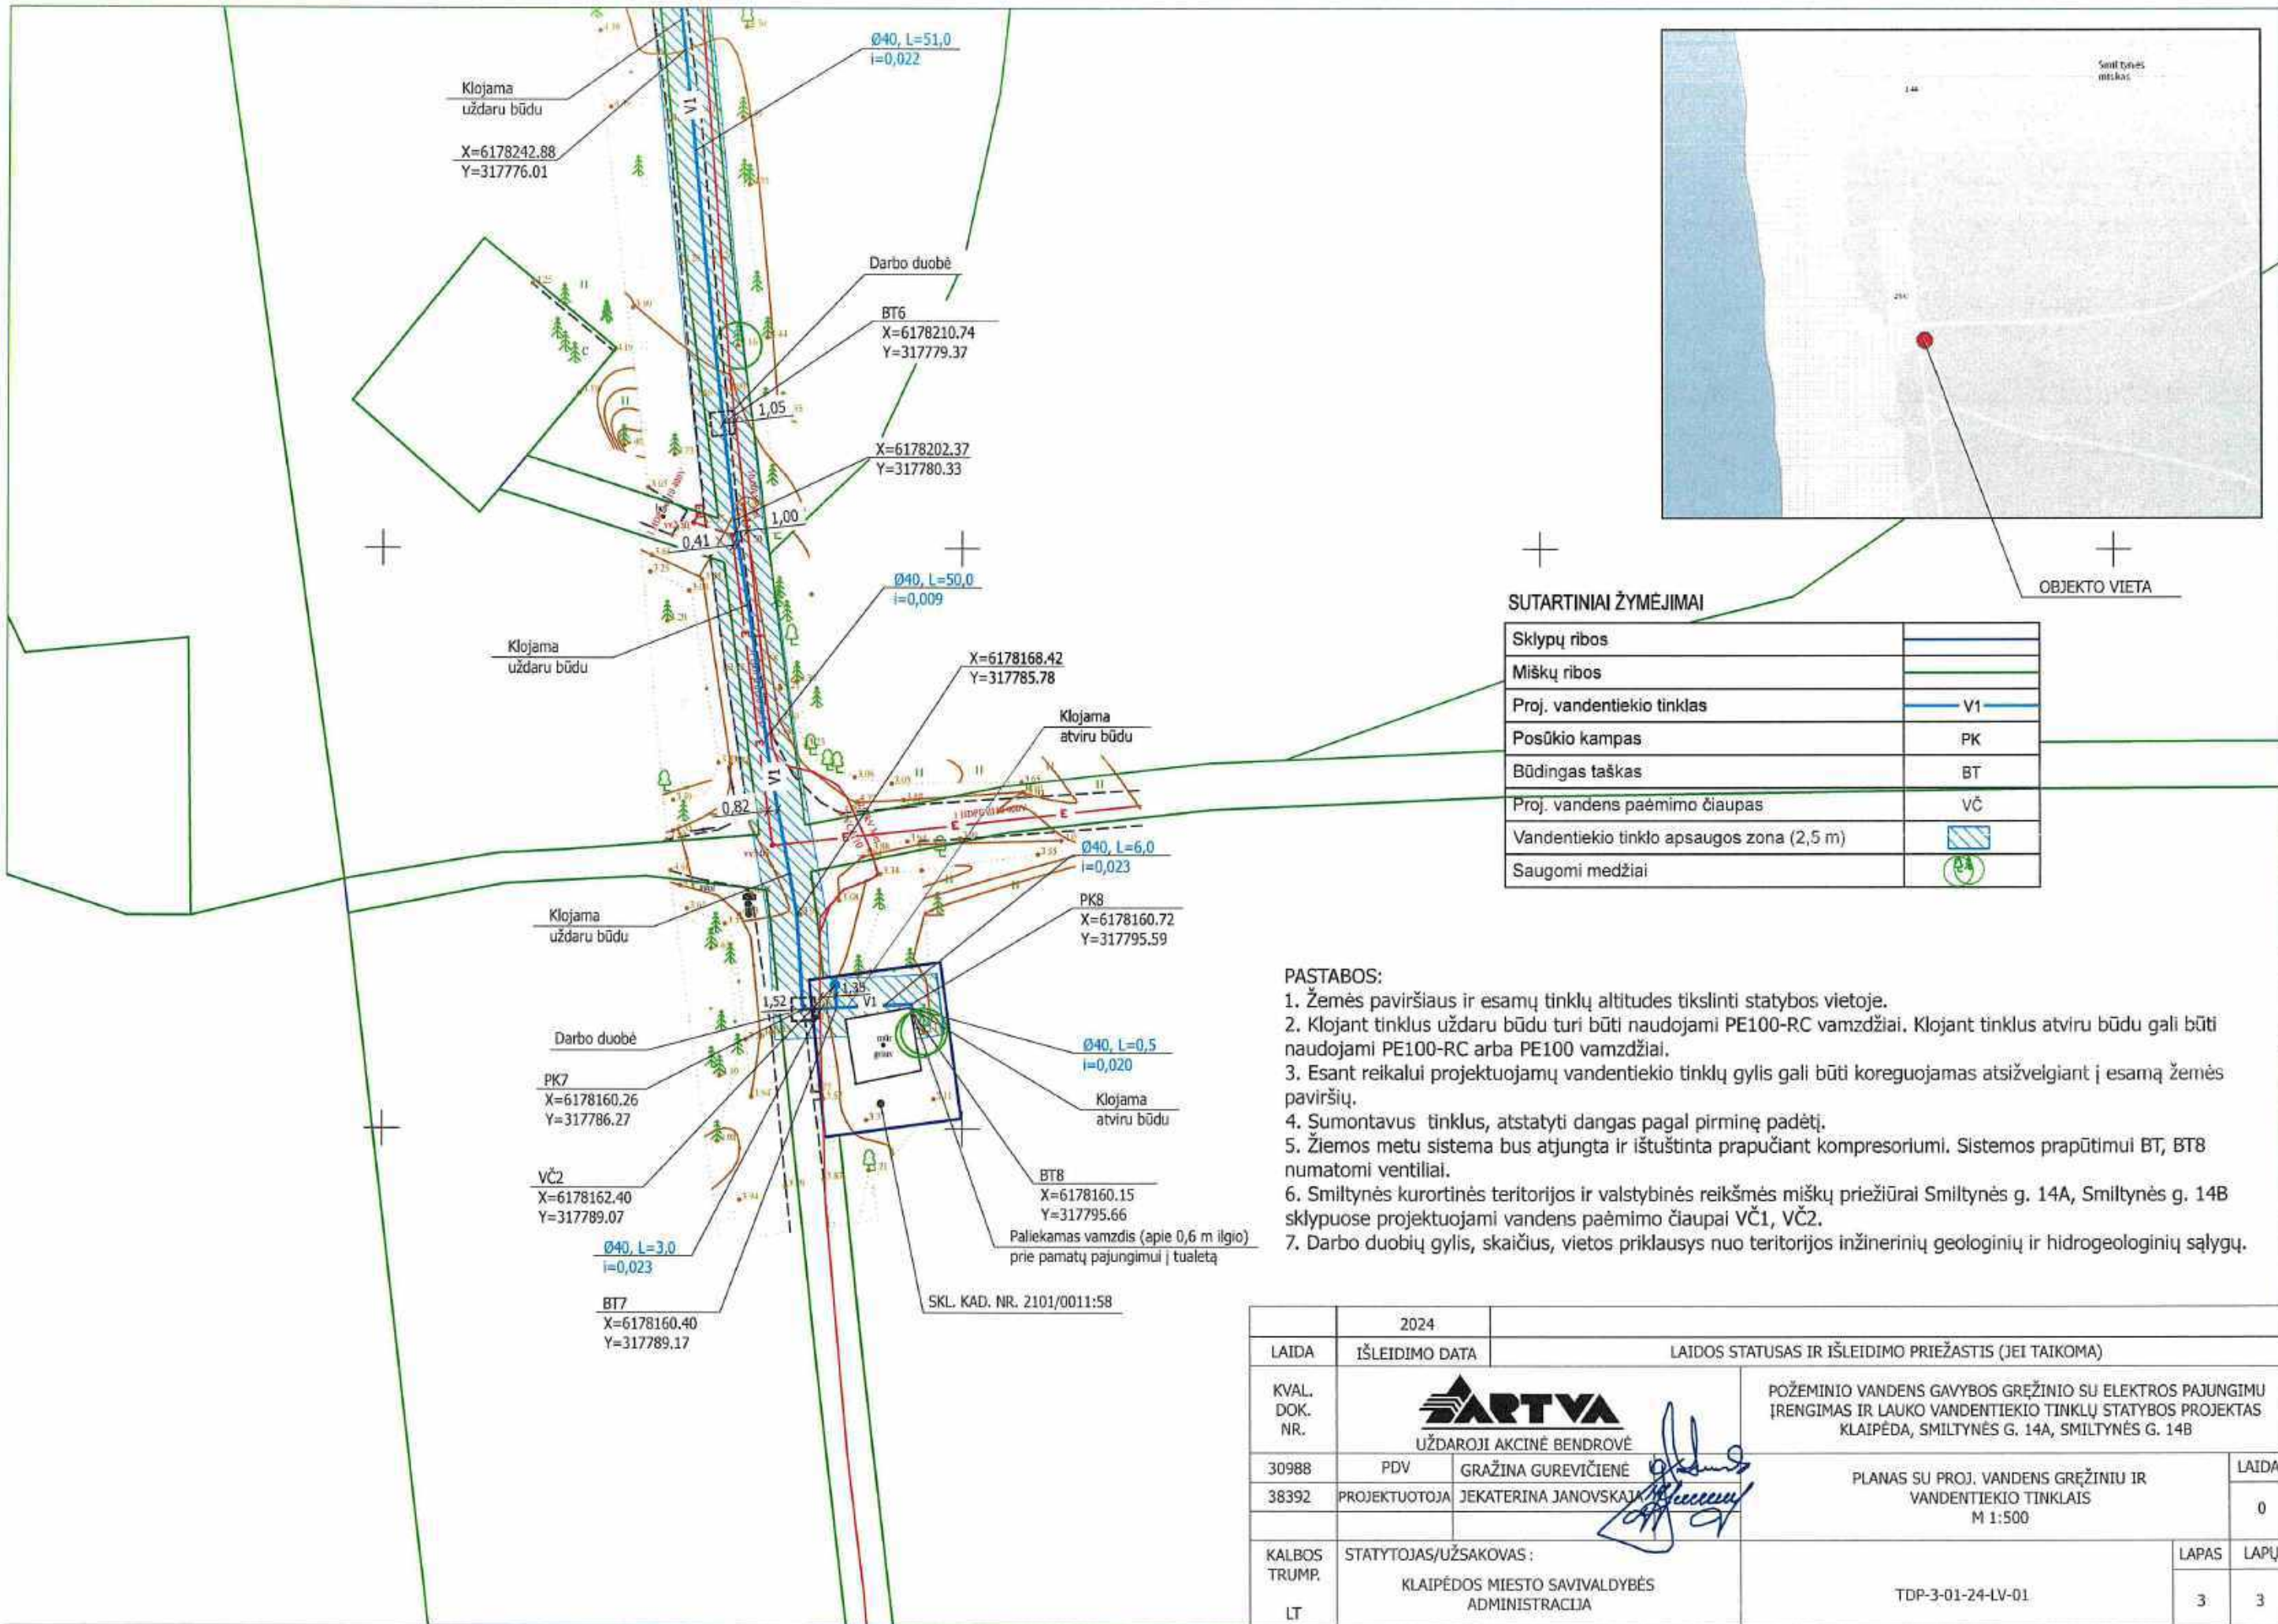 Ø40, L=51,0
i=0,022
Klojama
uždaru būdu
V1
X=6178242.88
Y=317776.01
Darbo duobė
BT6
X=6178210.74
Y=317779.37
1,05
X=6178202.37
Y=317780.33
1,00
0,41
Ø40, L=50,0
i=0,009
Klojama
uždaru būdu
X=6178168.42
Y=317785.78
Klojama
atviru būdu
V1
0,82
E
E
E
Ø40, L=6,0
i=0,023
Klojama
uždaru būdu
PK8
X=6178160.72
Y=317795.59
1,52
1,35
V1
Darbo duobė
Ø40, L=0,5
i=0,020
PK7
X=6178160.26
Y=317786.27
Klojama
atviru būdu
VČ2
X=6178162.40
Y=317789.07
BT8
X=6178160.15
Y=317795.66
Ø40, L=3,0
i=0,023
Paliekamas vamzdis (apie 0,6 m ilgio)
prie pamatų pajungimui į tualetą
BT7
X=6178160.40
Y=317789.17
SKL. KAD. NR. 2101/0011:58
Smiltynės
miškas
OBJEKTO VIETA
SUTARTINIAI ŽYMĖJIMAI
Sklypų ribos
Miškų ribos
Proj. vandentiekio tinklas V1
Posūkio kampas PK
Būdingas taškas BT
Proj. vandens paėmimo čiaupas VČ
Vandentiekio tinklo apsaugos zona (2,5 m)
Saugomi medžiai
PASTABOS:
1. Žemės paviršiaus ir esamų tinklų altitudes tikslinti statybos vietoje.
2. Klojant tinklus uždaru būdu turi būti naudojami PE100-RC vamzdžiai. Klojant tinklus atviru būdu gali būti
naudojami PE100-RC arba PE100 vamzdžiai.
3. Esant reikalui projektuojamų vandentiekio tinklų gylis gali būti koreguojamas atsižvelgiant į esamą žemės
paviršių.
4. Sumontavus tinklus, atstatyti dangas pagal pirminę padėtį.
5. Žiemos metu sistema bus atjungta ir ištuštinta prapučiant kompresoriumi. Sistemos prapūtimui BT, BT8
numatomi ventiliai.
6. Smiltynės kurortinės teritorijos ir valstybinės reikšmės miškų priežiūrai Smiltynės g. 14A, Smiltynės g. 14B
sklypuose projektuojami vandens paėmimo čiaupai VČ1, VČ2.
7. Darbo duobių gylis, skaičius, vietos priklausys nuo teritorijos inžinerinių geologinių ir hidrogeologinių sąlygų.
2024
LAIDA IŠLEIDIMO DATA LAIDOS STATUSAS IR IŠLEIDIMO PRIEŽASTIS (JEI TAIKOMA)
KVAL.
DOK.
NR.
ARTVA
UŽDAROJI AKCINĖ BENDROVĖ
POŽEMINIO VANDENS GAVYBOS GRĘŽINIO SU ELEKTROS PAJUNGIMU
ĮRENGIMAS IR LAUKO VANDENTIEKIO TINKLŲ STATYBOS PROJEKTAS
KLAIPĖDA, SMILTYNĖS G. 14A, SMILTYNĖS G. 14B
30988 PDV GRAŽINA GUREVIČIENĖ
38392 PROJEKTUOTOJA JEKATERINA JANOVSKAJA
PLANAS SU PROJ. VANDENS GRĘŽINIU IR
VANDENTIEKIO TINKLAIS
M 1:500
LAIDA
0
KALBOS
TRUMP.
LT
STATYTOJAS/UŽSAKOVAS :
KLAIPĖDOS MIESTO SAVIVALDYBĖS
ADMINISTRACIJA
TDP-3-01-24-LV-01
LAPAS LAPŲ
3 3